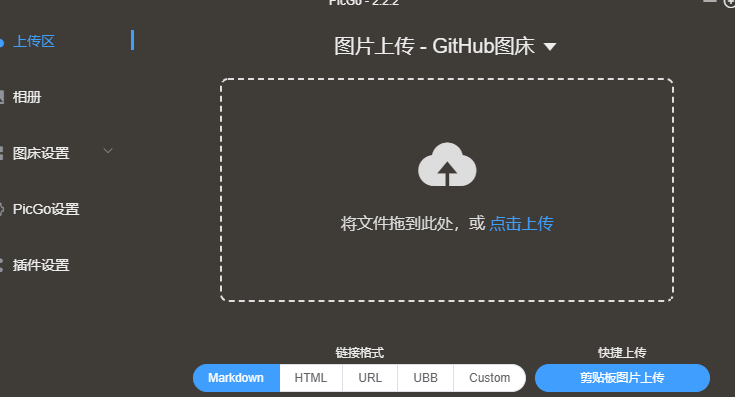 PicGo - 2.2.2
上传区
相册
图床设置
PicGo设置
插件设置
图片上传 - GitHub图床
将文件拖到此处，或 点击上传
链接格式
Markdown HTML URL UBB Custom
快捷上传
剪贴板图片上传